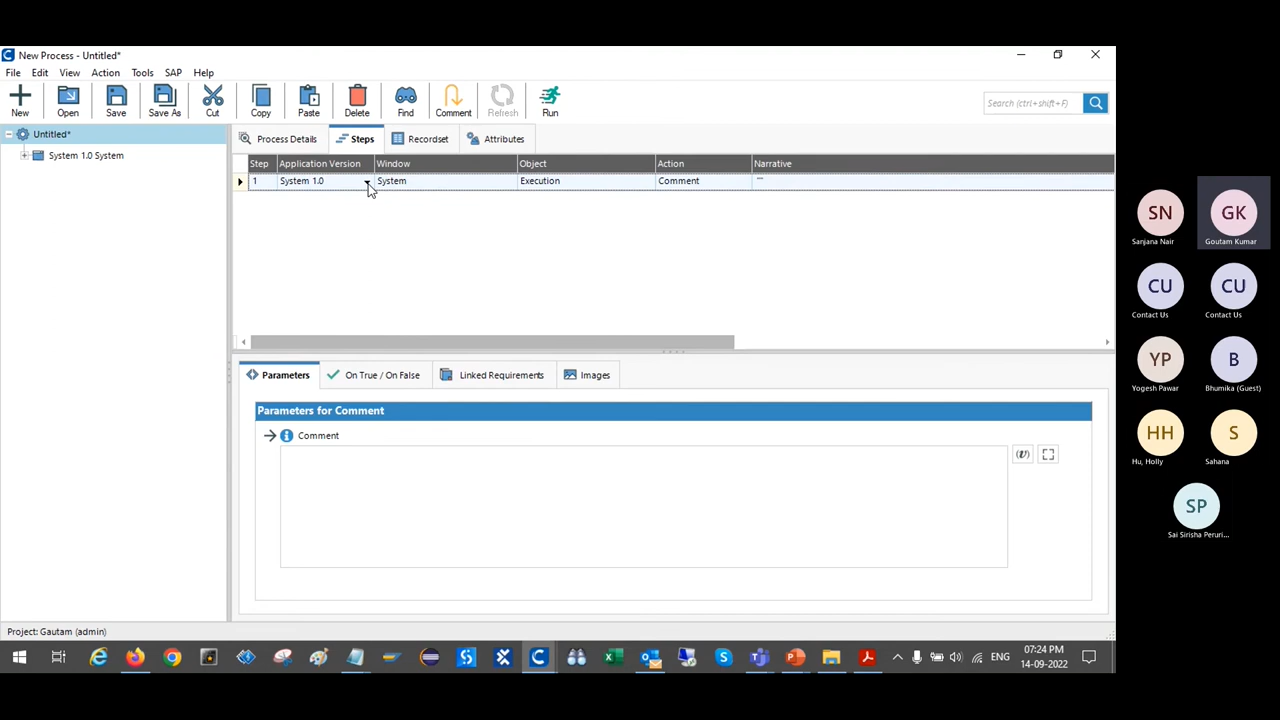 New Process - Untitled*
File Edit View Action Tools SAP Help
New Open Save Save As Cut Copy Paste Delete Find Comment Refresh Run
Search (ctrl+shift+F)
Untitled*
System 1.0 System
Process Details Steps Recordset Attributes
Step Application Version Window Object Action Narrative
1 System 1.0 System Execution Comment ""
Parameters On True / On False Linked Requirements Images
Parameters for Comment
Comment
(v)
Project: Gautam (admin)
ENG
07:24 PM
14-09-2022
SN GK
Sanjana Nair Goutam Kumar
CU CU
Contact Us Contact Us
YP B
Yogesh Pawar Bhumika (Guest)
HH S
Hu, Holly Sahana
SP
Sai Sirisha Peruri...